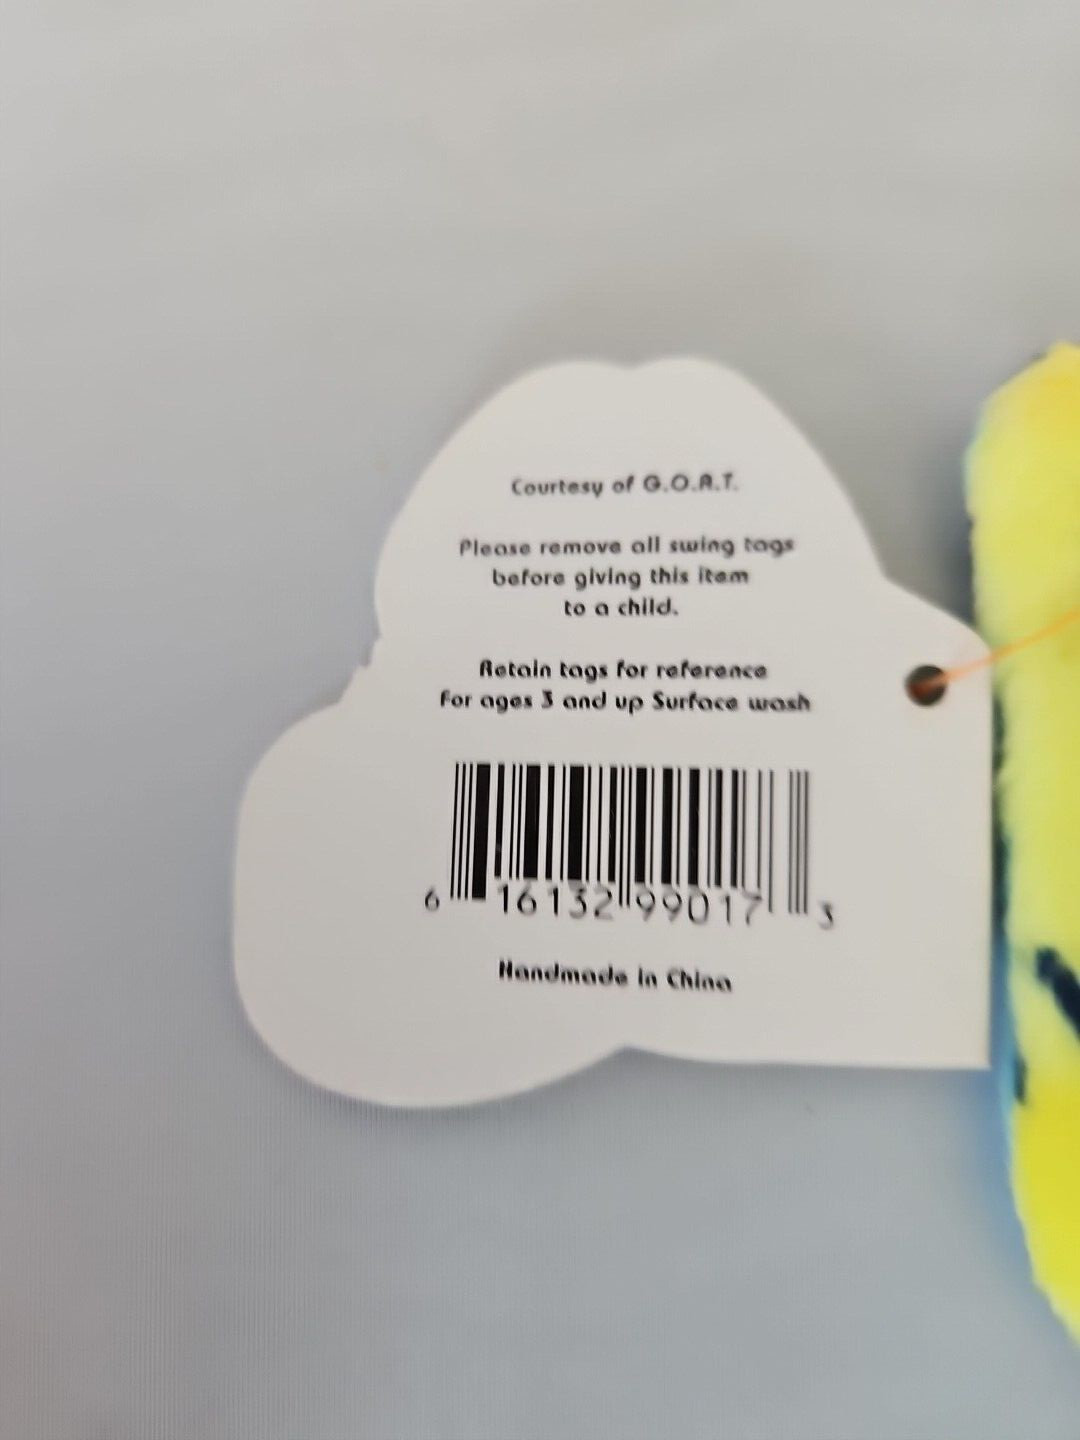 Courtesy of G.O.A.T.
Please remove all swing tags
before giving this item
to a child.
Retain tags for reference
For ages 3 and up Surface wash
6 16132 99017 3
Handmade in China